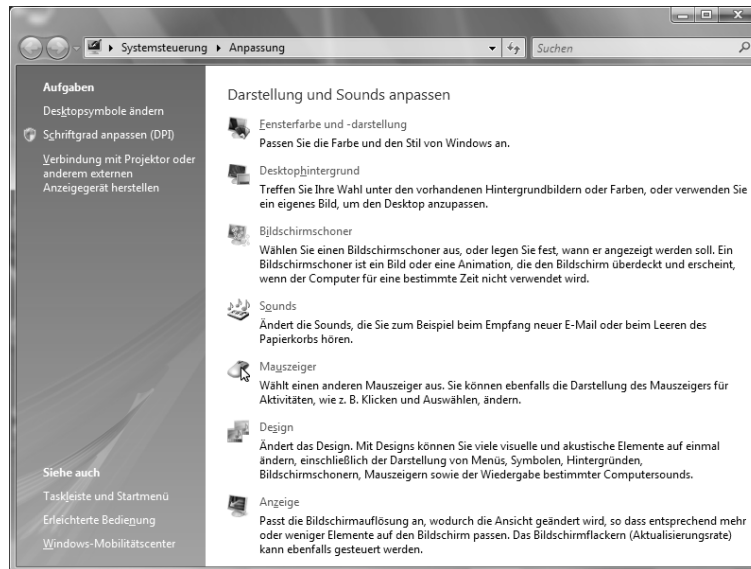 Systemsteuerung ▸ Anpassung
Suchen
Aufgaben
Desktopsymbole ändern
Schriftgrad anpassen (DPI)
Verbindung mit Projektor oder
anderem externen
Anzeigegerät herstellen
Siehe auch
Taskleiste und Startmenü
Erleichterte Bedienung
Windows-Mobilitätscenter
Darstellung und Sounds anpassen
Fensterfarbe und -darstellung
Passen Sie die Farbe und den Stil von Windows an.
Desktophintergrund
Treffen Sie Ihre Wahl unter den vorhandenen Hintergrundbildern oder Farben, oder verwenden Sie
ein eigenes Bild, um den Desktop anzupassen.
Bildschirmschoner
Wählen Sie einen Bildschirmschoner aus, oder legen Sie fest, wann er angezeigt werden soll. Ein
Bildschirmschoner ist ein Bild oder eine Animation, die den Bildschirm überdeckt und erscheint,
wenn der Computer für eine bestimmte Zeit nicht verwendet wird.
Sounds
Ändert die Sounds, die Sie zum Beispiel beim Empfang neuer E-Mail oder beim Leeren des
Papierkorbs hören.
Mauszeiger
Wählt einen anderen Mauszeiger aus. Sie können ebenfalls die Darstellung des Mauszeigers für
Aktivitäten, wie z. B. Klicken und Auswählen, ändern.
Design
Ändert das Design. Mit Designs können Sie viele visuelle und akustische Elemente auf einmal
ändern, einschließlich der Darstellung von Menüs, Symbolen, Hintergründen,
Bildschirmschonern, Mauszeigern sowie der Wiedergabe bestimmter Computersounds.
Anzeige
Passt die Bildschirmauflösung an, wodurch die Ansicht geändert wird, so dass entsprechend mehr
oder weniger Elemente auf den Bildschirm passen. Das Bildschirmflackern (Aktualisierungsrate)
kann ebenfalls gesteuert werden.